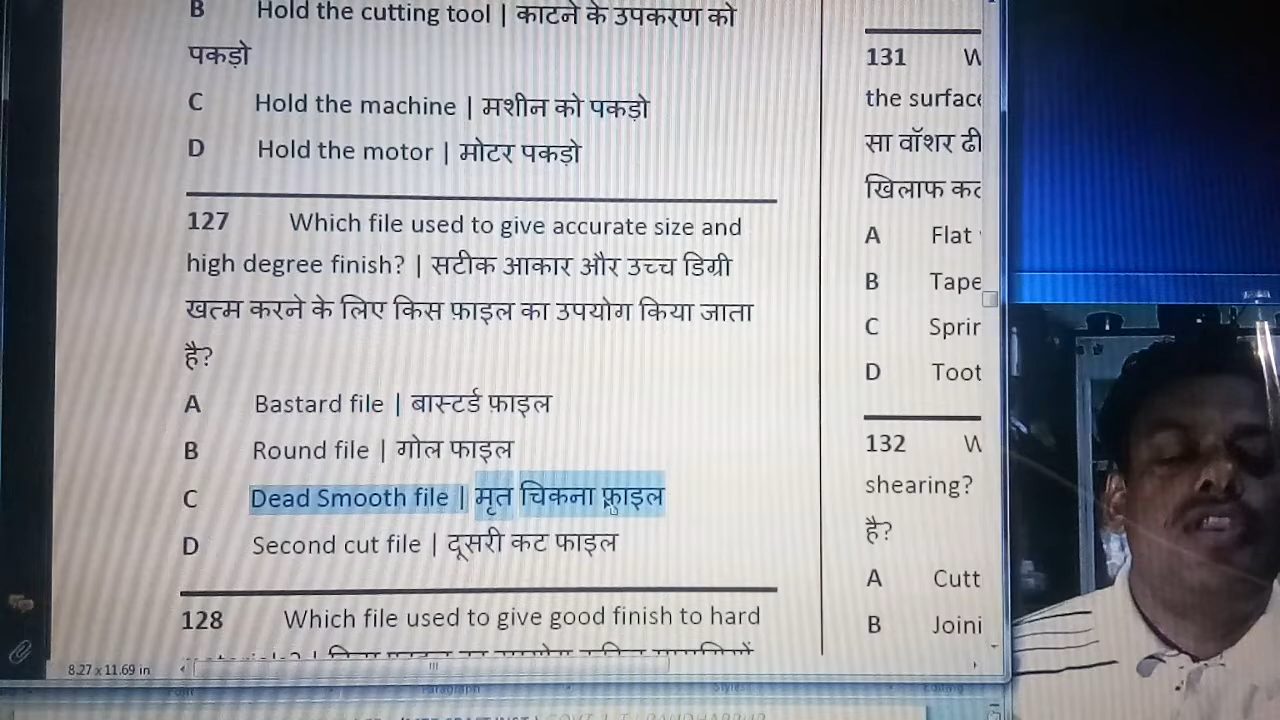 B Hold the cutting tool | काटने के उपकरण को
पकड़ो
C Hold the machine | मशीन को पकड़ो
D Hold the motor | मोटर पकड़ो
127 Which file used to give accurate size and
high degree finish? | सटीक आकार और उच्च डिग्री
खत्म करने के लिए किस फ़ाइल का उपयोग किया जाता
है?
A Bastard file | बास्टर्ड फ़ाइल
B Round file | गोल फाइल
C Dead Smooth file | मृत चिकना फ़ाइल
D Second cut file | दूसरी कट फाइल
128 Which file used to give good finish to hard
8.27 x 11.69 in
131 W
the surface
सा वॉशर ढी
खिलाफ
A Flat
B Tape
C Sprin
D Toot
132 W
shearing?
है?
A Cutt
B Joini
Paragraph
Editing